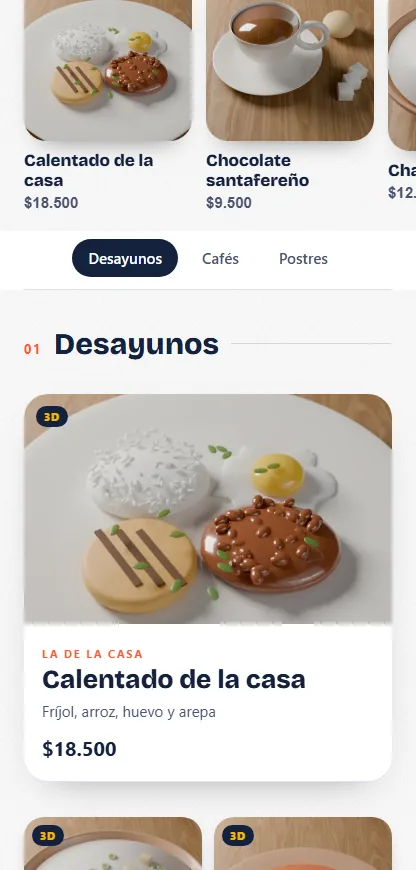 Calentado de la
casa
$18.500
Chocolate
santafereño
$9.500
$12.
Desayunos
Cafés
Postres
01 Desayunos
3D
LA DE LA CASA
Calentado de la casa
Fríjol, arroz, huevo y arepa
$18.500
3D
3D